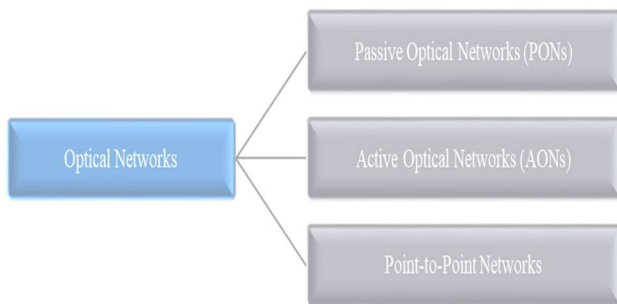 Passive Optical Networks (PONs)
Optical Networks
Active Optical Networks (AONs)
Point-to-Point Networks